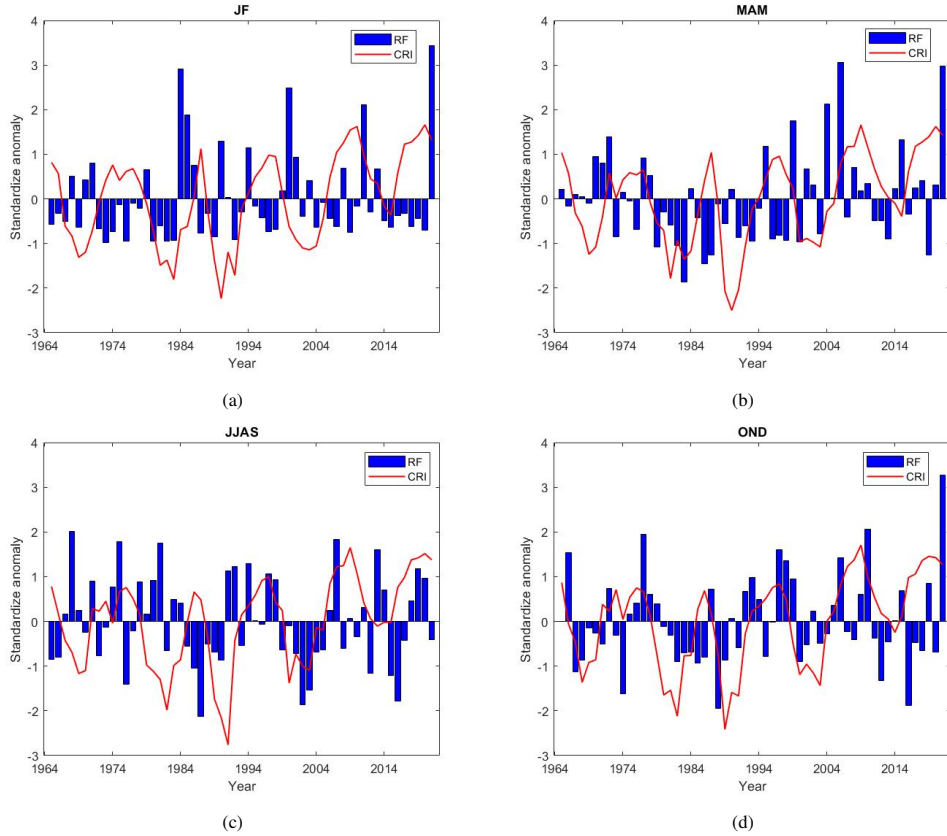 JF
4
3
2
1
0
-1
-2
-3
Standardize anomaly
RF
CRI
1964 1974 1984 1994 2004 2014
Year
(a)
MAM
4
3
2
1
0
-1
-2
-3
Standardize anomaly
RF
CRI
1964 1974 1984 1994 2004 2014
Year
(b)
JJAS
4
3
2
1
0
-1
-2
-3
Standardize anomaly
RF
CRI
1964 1974 1984 1994 2004 2014
Year
(c)
OND
4
3
2
1
0
-1
-2
-3
Standardize anomaly
RF
CRI
1964 1974 1984 1994 2004 2014
Year
(d)